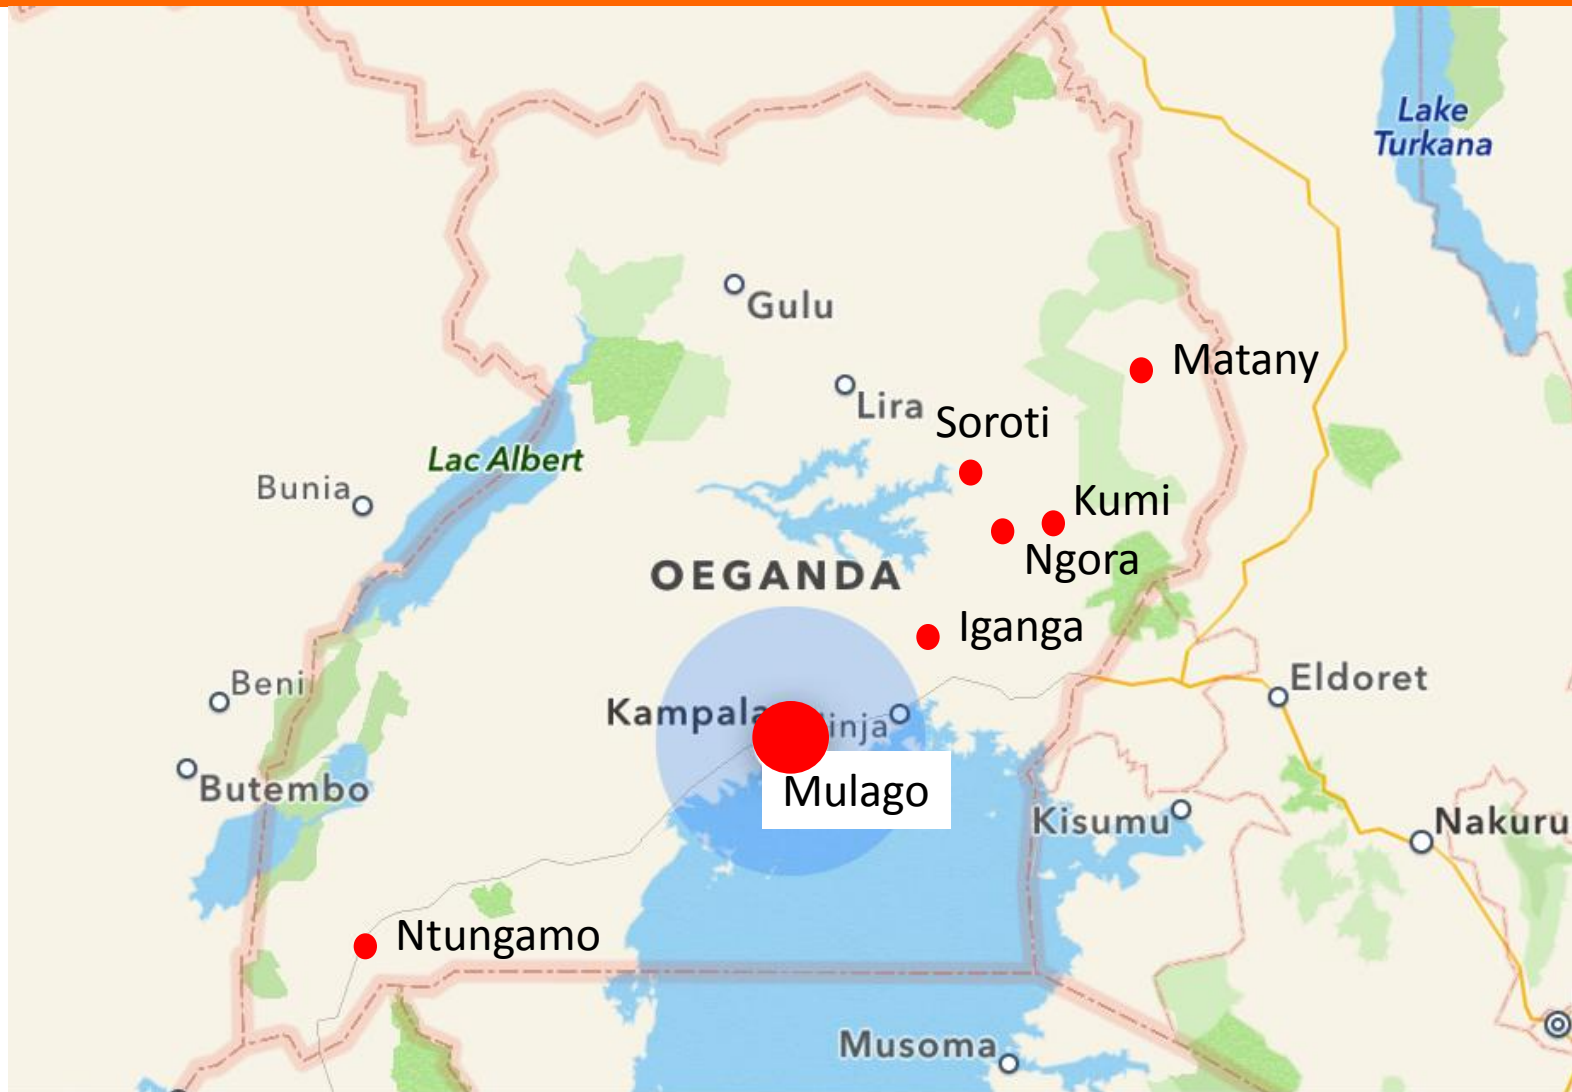 Lake
Turkana
Gulu
Matany
Lira
Soroti
Lac Albert
Bunia
Kumi
Ngora
OEGANDA
Iganga
Beni
Eldoret
Kampala
inja
Butembo
Mulago
Kisumu
Nakuru
Ntungamo
Musoma